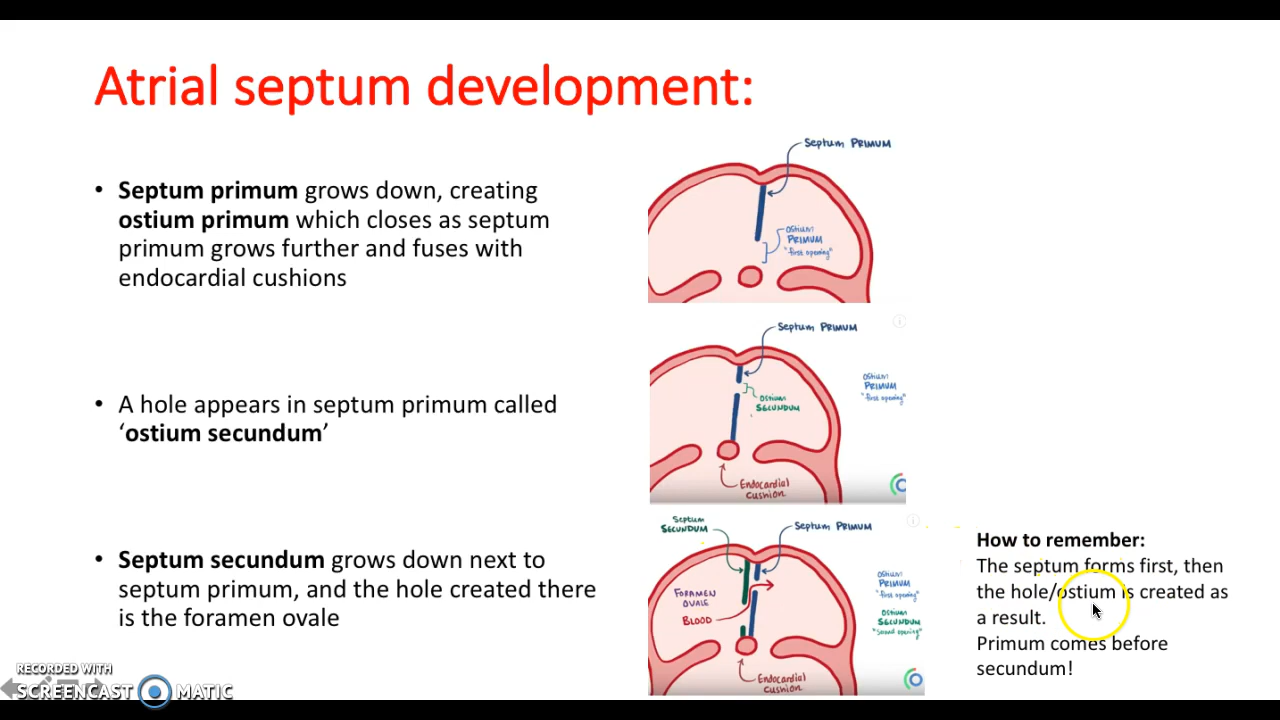 Atrial septum development:
• Septum primum grows down, creating
ostium primum which closes as septum
primum grows further and fuses with
endocardial cushions
• A hole appears in septum primum called
‘ostium secundum’
• Septum secundum grows down next to
septum primum, and the hole created there
is the foramen ovale
Septum PRIMUM
Ostium
PRIMUM
"first opening"
Septum PRIMUM
Ostium
SECUNDUM
Ostium
PRIMUM
"first opening"
Endocardial
Cushion
Septum
SECUNDUM
Septum PRIMUM
FORAMEN
OVALE
BLOOD
Ostium
PRIMUM
"first opening"
Ostium
SECUNDUM
"second opening"
Endocardial
Cushion
How to remember:
The septum forms first, then
the hole/ostium is created as
a result.
Primum comes before
secundum!
RECORDED WITH
SCREENCAST MATIC